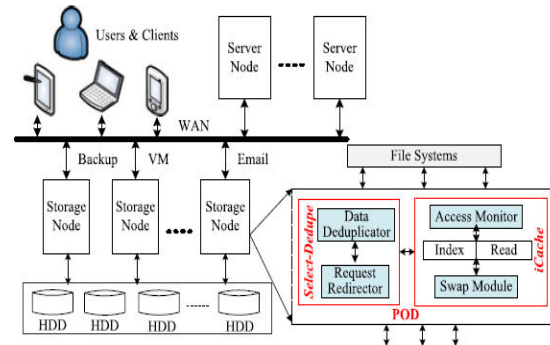 Users & Clients
Server Node
Server Node
WAN
Backup
VM
Email
File Systems
Storage Node
Storage Node
Storage Node
Select-Dedupe
Data Deduplicator
Request Redirector
Access Monitor
Index
Read
Swap Module
iCache
POD
HDD
HDD
HDD
HDD